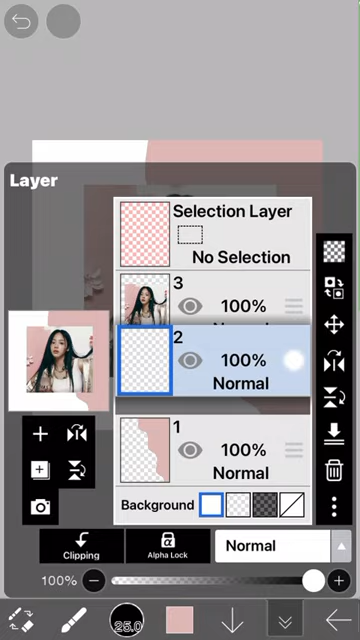 Layer
Selection Layer
No Selection
3
100%
2
100%
Normal
1
100%
Normal
Background
Clipping
α
Alpha Lock
Normal
100%
25.0